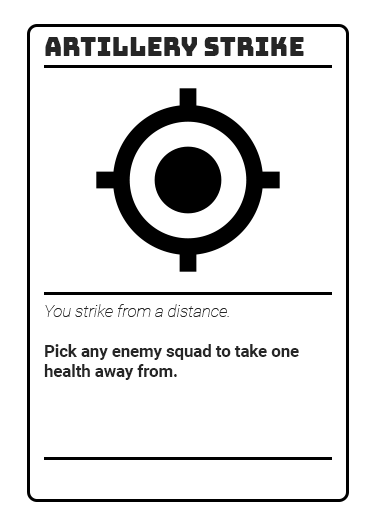 ARTILLERY STRIKE
You strike from a distance.
Pick any enemy squad to take one
health away from.